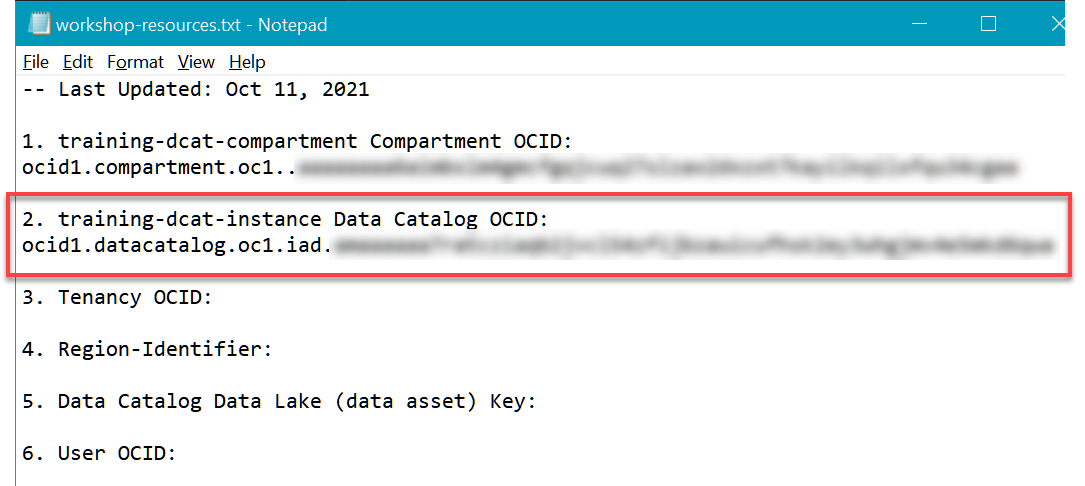 workshop-resources.txt - Notepad
File Edit Format View Help
-- Last Updated: Oct 11, 2021
1. training-dcat-compartment Compartment OCID:
ocid1.compartment.oc1..
2. training-dcat-instance Data Catalog OCID:
ocid1.datacatalog.oc1.iad.
3. Tenancy OCID:
4. Region-Identifier:
5. Data Catalog Data Lake (data asset) Key:
6. User OCID: